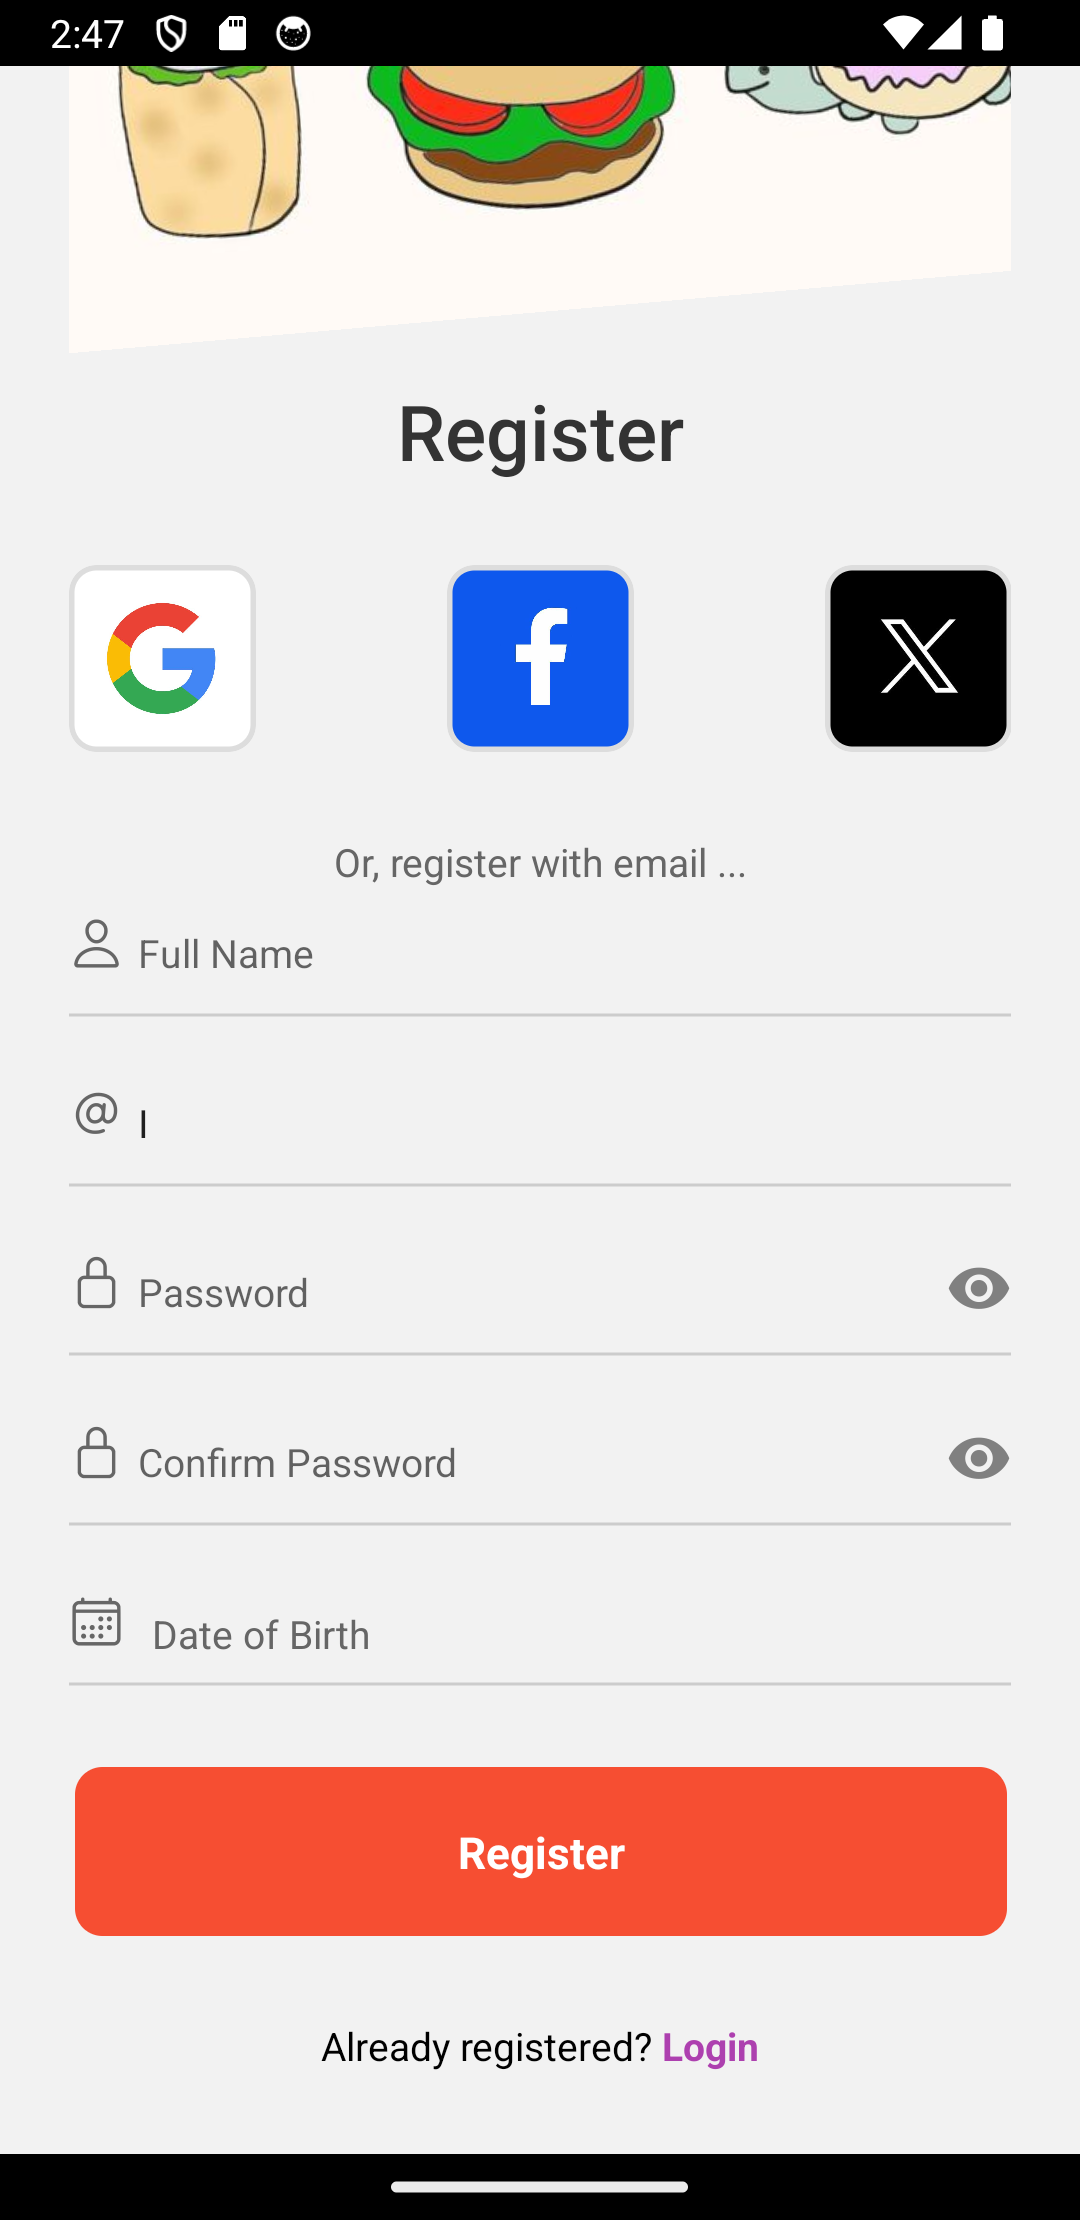 2:47
Register
Or, register with email ...
Full Name
@ l
Password
Confirm Password
Date of Birth
Register
Already registered? Login